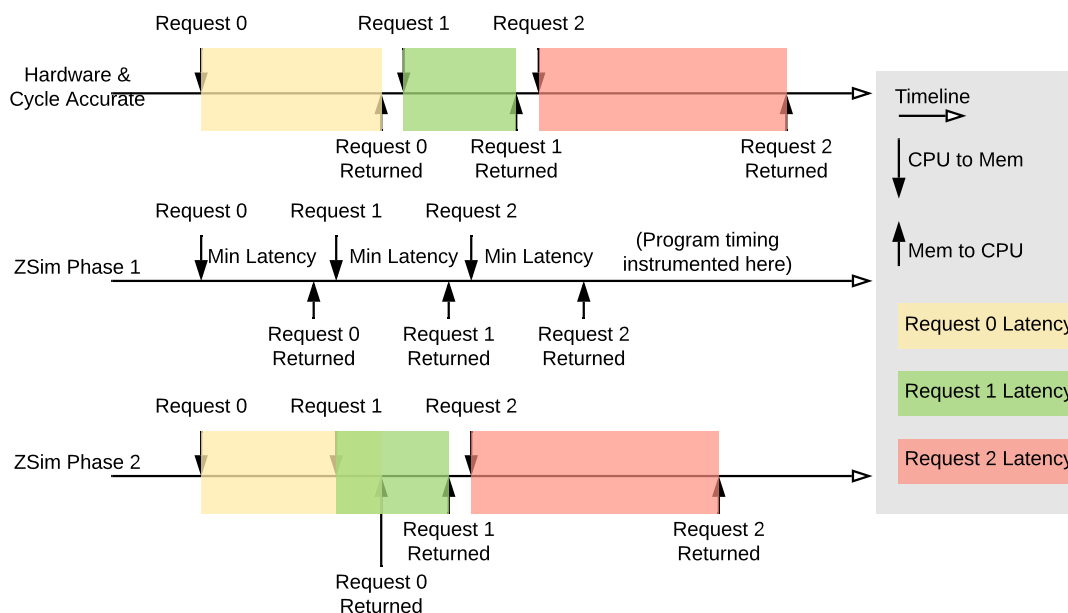 Request 0
Request 1
Request 2
Hardware &
Cycle Accurate
Request 0
Returned
Request 1
Returned
Request 2
Returned
Request 0
Request 1
Request 2
Min Latency
Min Latency
Min Latency
(Program timing
instrumented here)
ZSim Phase 1
Request 0
Returned
Request 1
Returned
Request 2
Returned
Request 0
Request 1
Request 2
ZSim Phase 2
Request 1
Returned
Request 2
Returned
Request 0
Returned
Timeline
CPU to Mem
Mem to CPU
Request 0 Latency
Request 1 Latency
Request 2 Latency